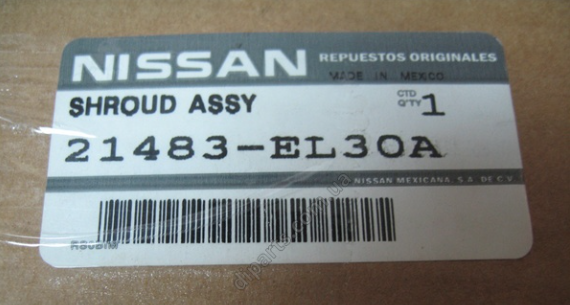 NISSAN
REPUESTOS ORIGINALES
MADE IN MEXICO
SHROUD ASSY
CTD
Q'TY 1
21483-EL30A
NISSAN MEXICANA, S.A. DE C.V.